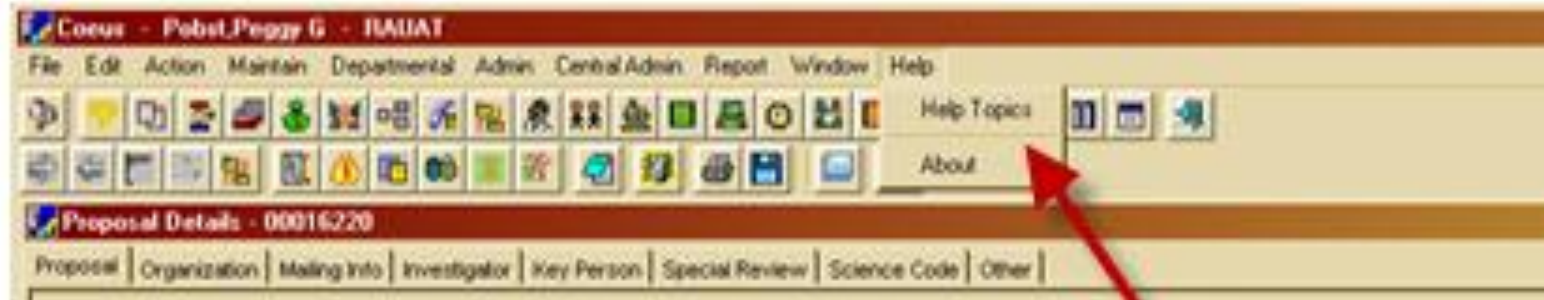 Coeus - Pobst,Peggy G - RAUAT
File Edit Action Maintain Departmental Admin Central Admin Report Window Help
Help Topics
About
Proposal Details - 00016220
Proposal Organization Mailing Info Investigator Key Person Special Review Science Code Other